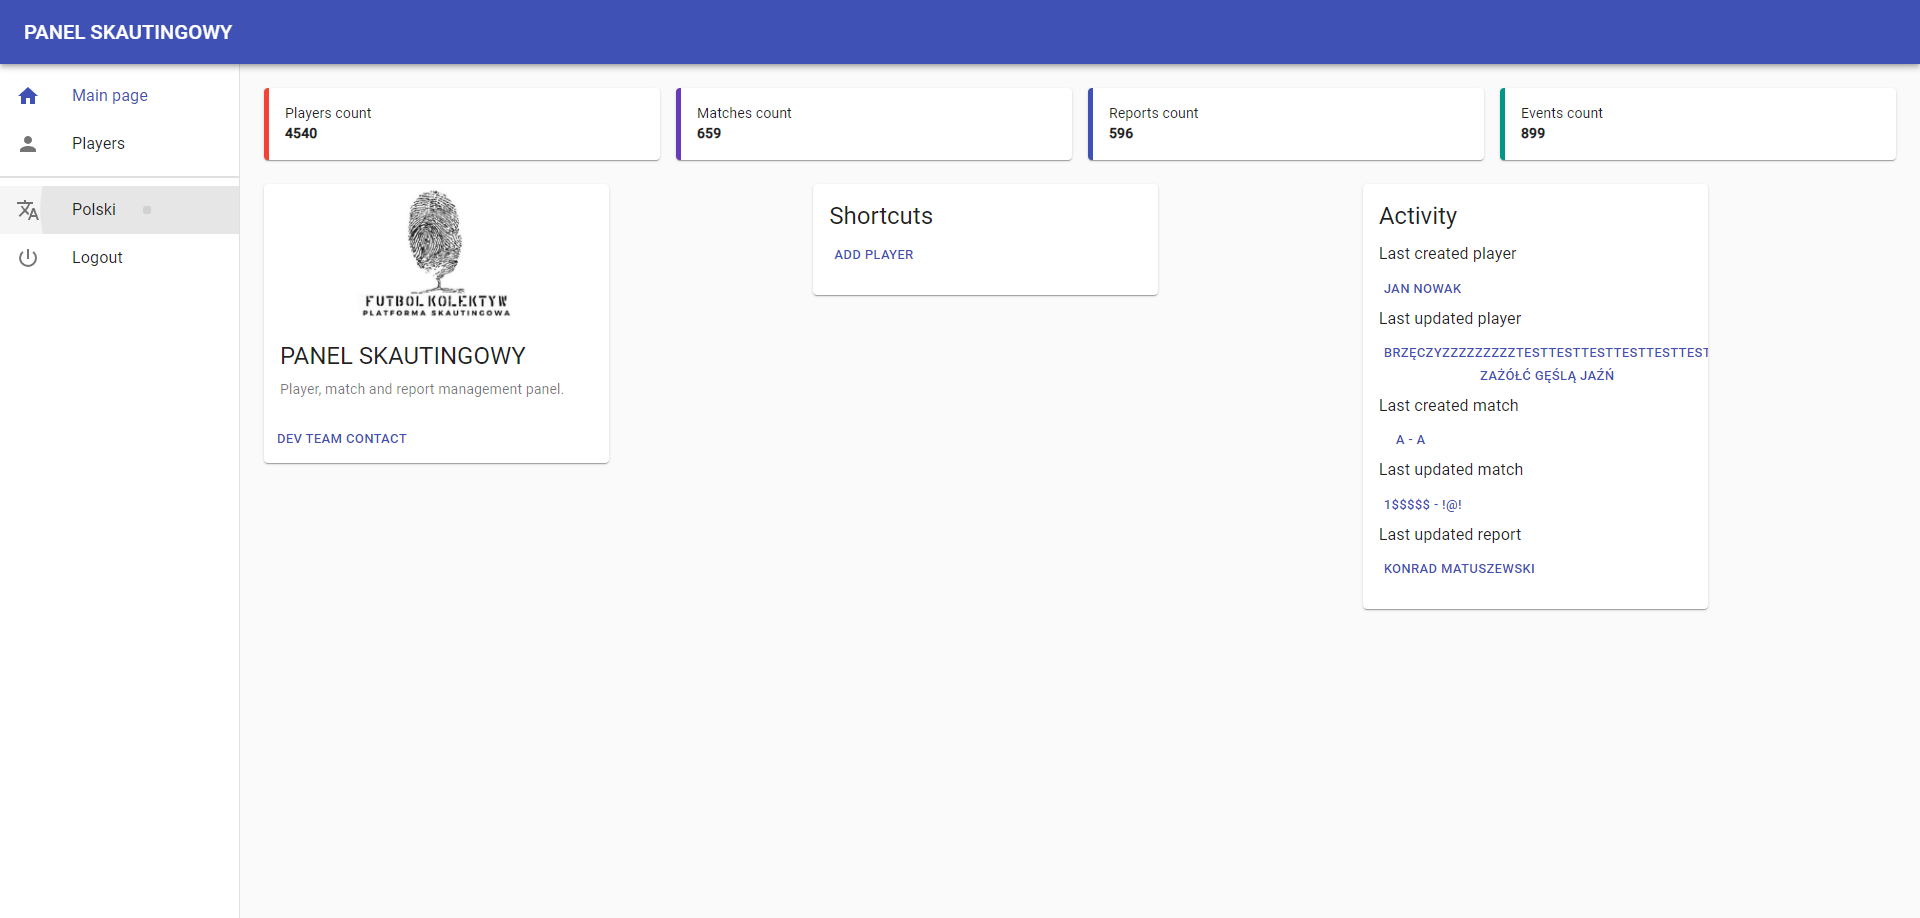 PANEL SKAUTINGOWY
Main page
Players
Polski
Logout
Players count
4540
Matches count
659
Reports count
596
Events count
899
FUTBOL KOLEKTYW
PLATFORMA SKAUTINGOWA
PANEL SKAUTINGOWY
Player, match and report management panel.
DEV TEAM CONTACT
Shortcuts
ADD PLAYER
Activity
Last created player
JAN NOWAK
Last updated player
BRZĘCZYZZZZZZZZZTESTTESTTESTTESTTESTTEST
ZAŻÓŁĆ GĘŚLĄ JAŹŃ
Last created match
A - A
Last updated match
1$$$$$ - !@!
Last updated report
KONRAD MATUSZEWSKI